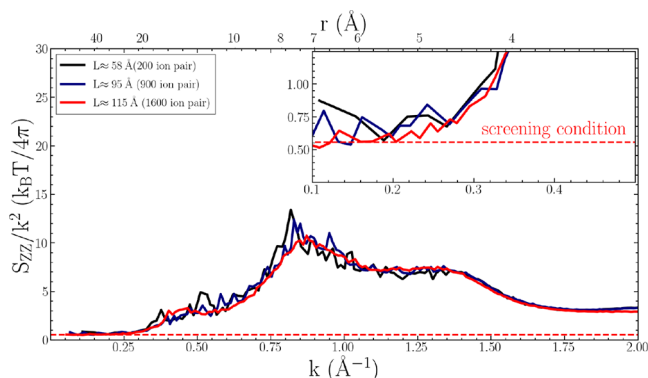 r (Å)
20 10 8 7 6 5 4
30
25
20
15
10
5
0
S_ZZ/k² (k_BT/4π)
L≈ 58 Å(200 ion pair)
L≈ 95 Å (900 ion pair)
L≈ 115 Å (1600 ion pair)
1.00
0.75
0.50
screening condition
0.1 0.2 0.3 0.4
0.25 0.50 0.75 1.00 1.25 1.50 1.75 2.00
k (Å⁻¹)